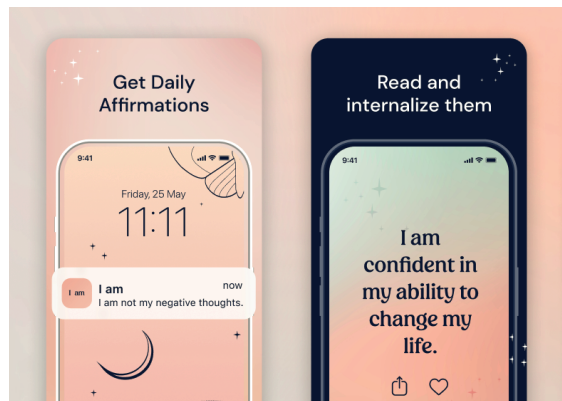 Get Daily
Affirmations
9:41
Friday, 25 May
11:11
I am
I am
now
I am not my negative thoughts.
Read and
internalize them
9:41
I am
confident in
my ability to
change my
life.